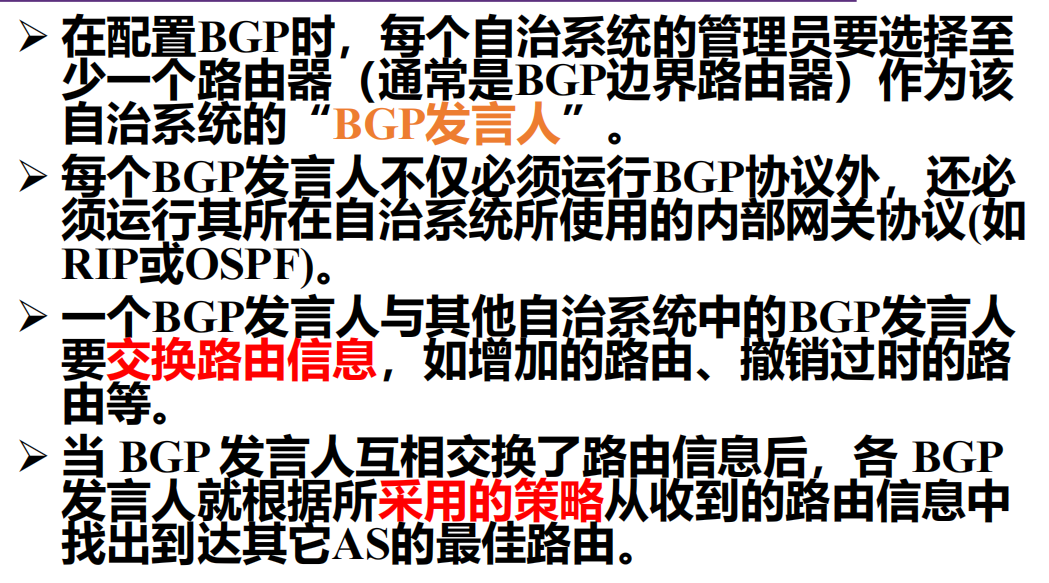 ➢ 在配置BGP时，每个自治系统的管理员要选择至
少一个路由器（通常是BGP边界路由器）作为该
自治系统的“BGP发言人”。
➢ 每个BGP发言人不仅必须运行BGP协议外，还必
须运行其所在自治系统所使用的内部网关协议(如
RIP或OSPF)。
➢ 一个BGP发言人与其他自治系统中的BGP发言人
要交换路由信息，如增加的路由、撤销过时的路
由等。
➢ 当 BGP 发言人互相交换了路由信息后，各 BGP
发言人就根据所采用的策略从收到的路由信息中
找出到达其它AS的最佳路由。